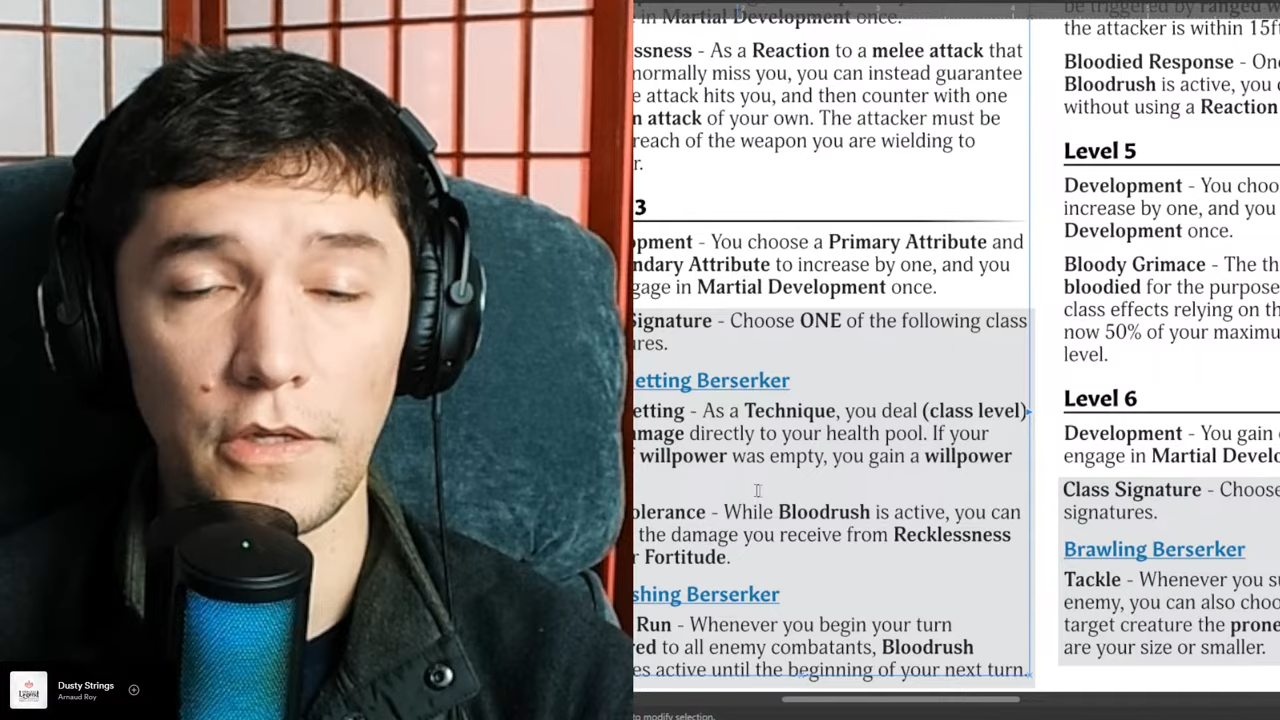 in Martial Development once.
ssness - As a Reaction to a melee attack that
normally miss you, you can instead guarantee
e attack hits you, and then counter with one
n attack of your own. The attacker must be
reach of the weapon you are wielding to
r.
3
opment - You choose a Primary Attribute and
ndary Attribute to increase by one, and you
gage in Martial Development once.
Signature - Choose ONE of the following class
ures.
etting Berserker
etting - As a Technique, you deal (class level)
amage directly to your health pool. If your
willpower was empty, you gain a willpower
olerance - While Bloodrush is active, you can
the damage you receive from Recklessness
r Fortitude.
shing Berserker
Run - Whenever you begin your turn
red to all enemy combatants, Bloodrush
es active until the beginning of your next turn.
be triggered by ranged w
the attacker is within 15f
Bloodied Response - On
Bloodrush is active, you c
without using a Reaction
Level 5
Development - You choo
increase by one, and you
Development once.
Bloody Grimace - The th
bloodied for the purpose
class effects relying on th
now 50% of your maximu
level.
Level 6
Development - You gain
engage in Martial Develo
Class Signature - Choose
signatures.
Brawling Berserker
Tackle - Whenever you su
enemy, you can also choo
target creature the prone
are your size or smaller.
to modify selection.
Legend
Dusty Strings
Arnaud Roy